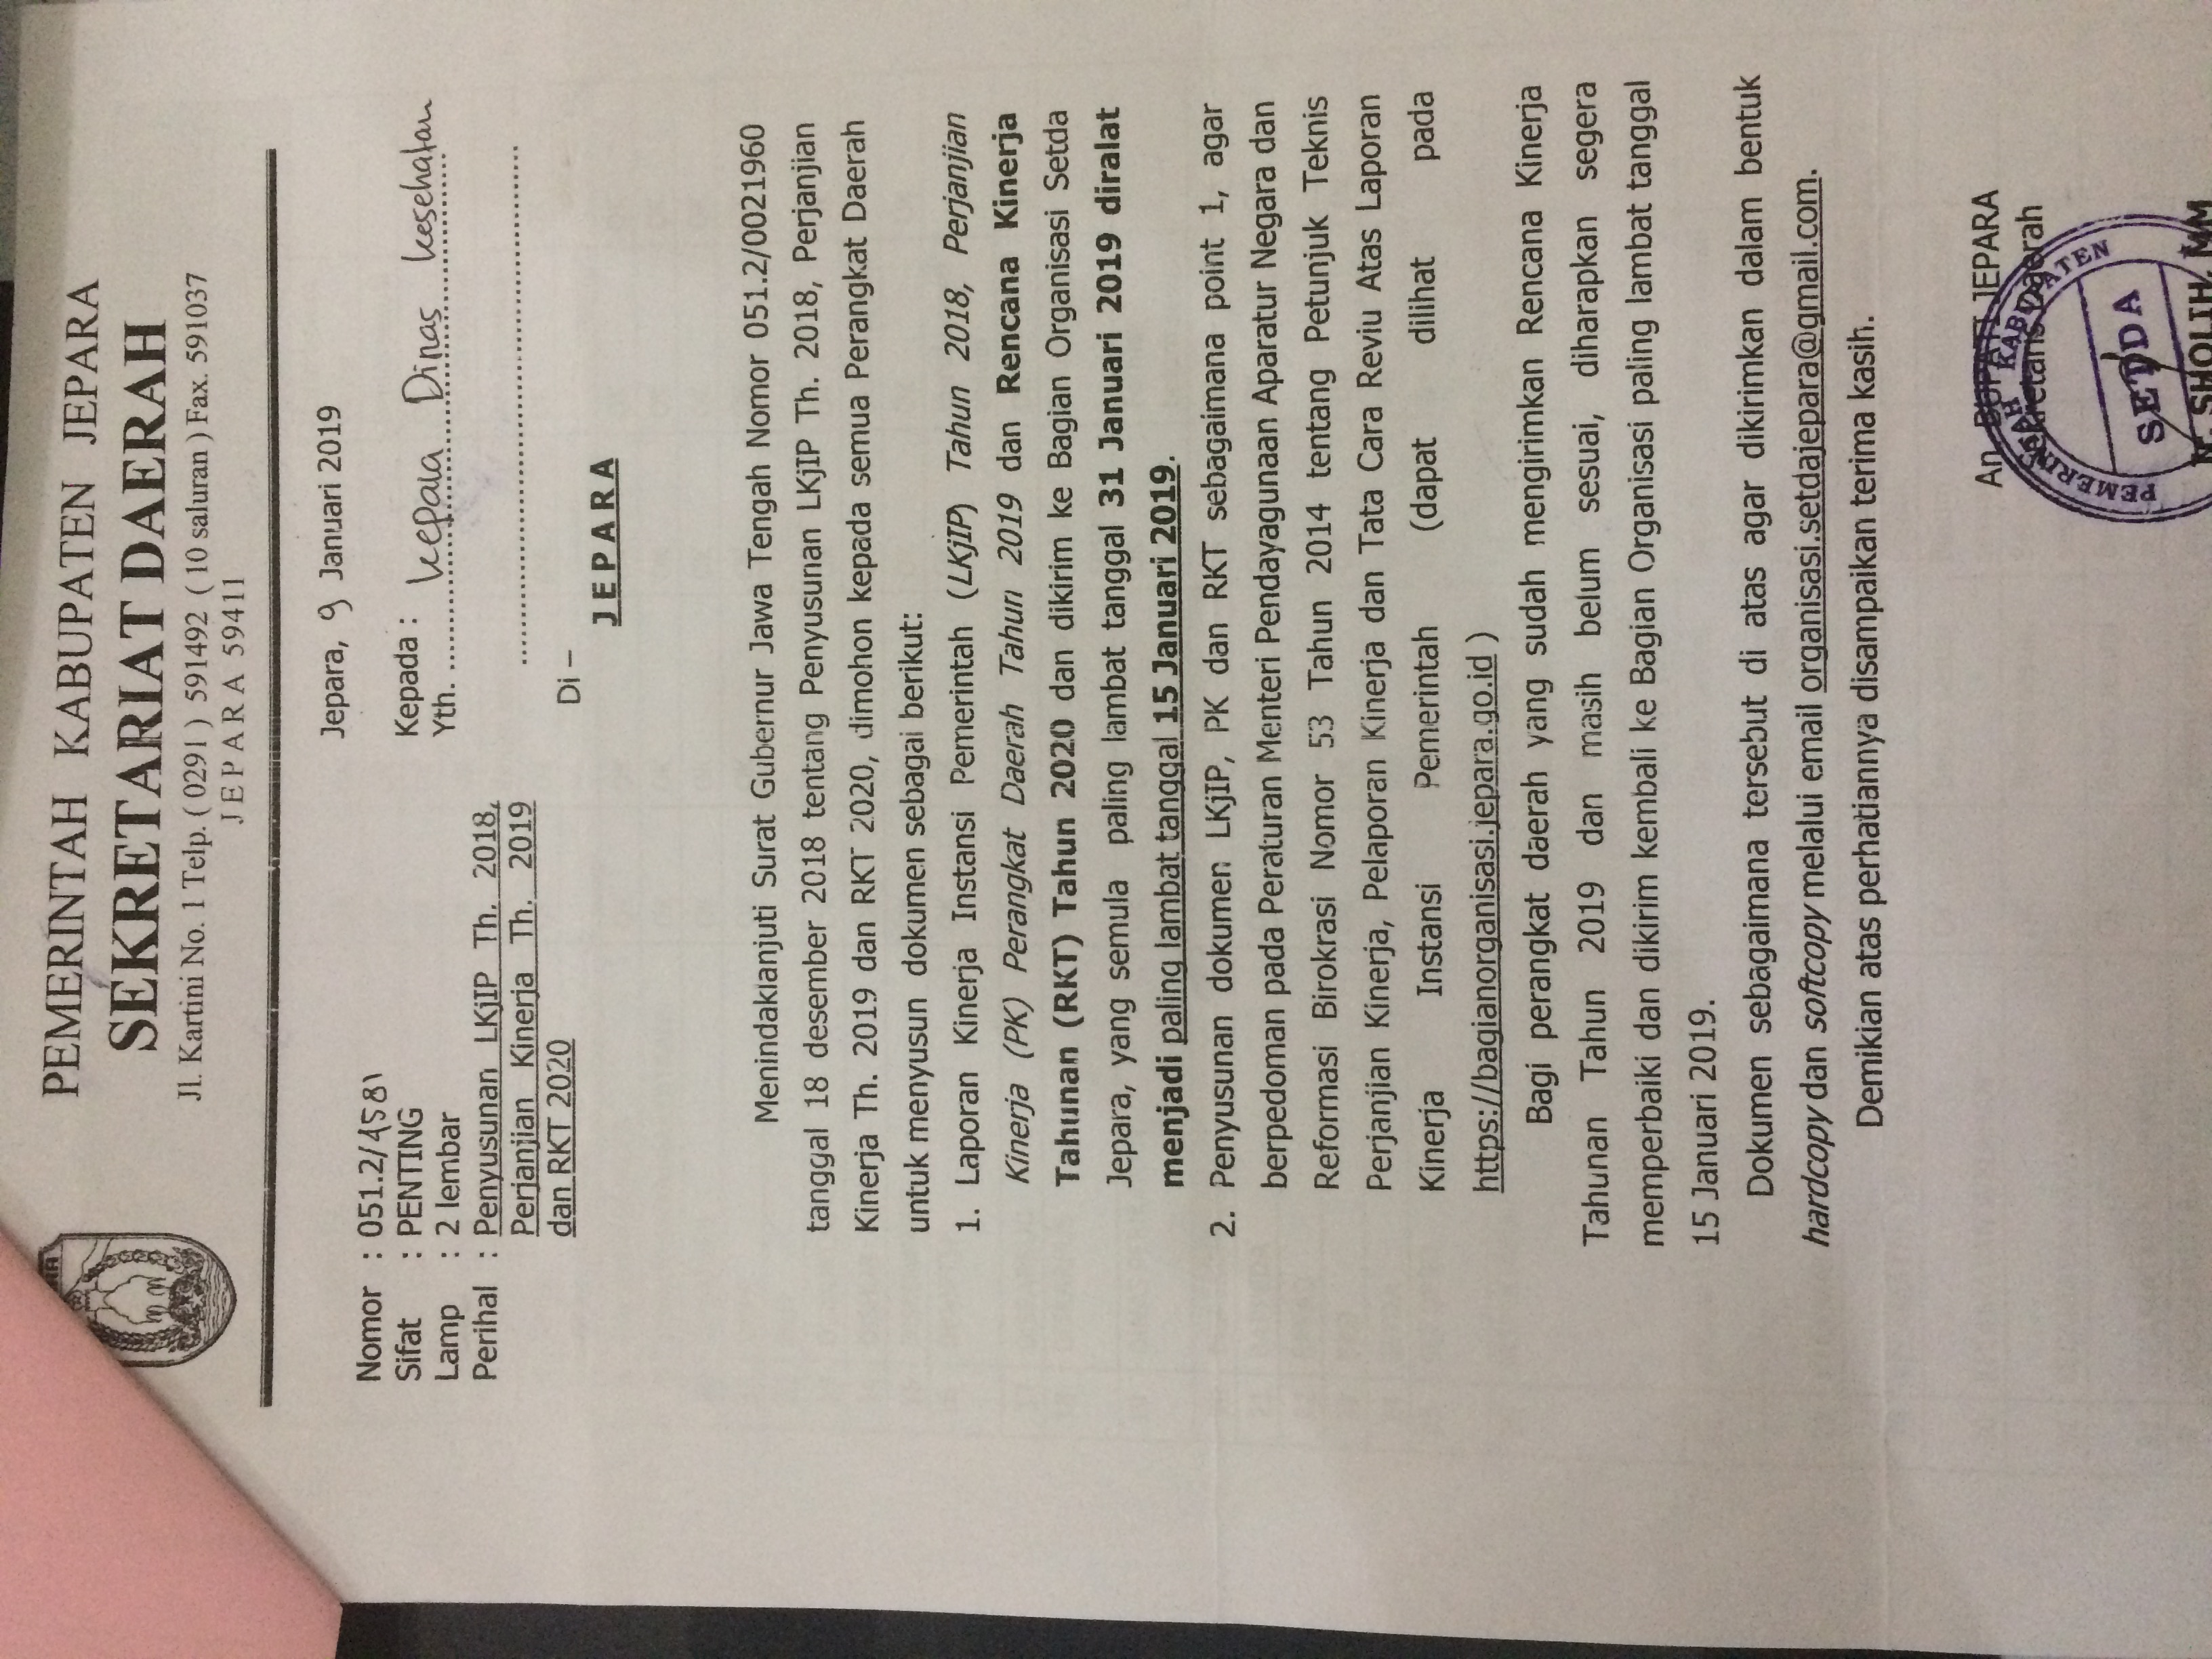 PEMERINTAH KABUPATEN JEPARA
SEKRETARIAT DAERAH
Jl. Kartini No. 1 Telp. ( 0291 ) 591492 ( 10 saluran ) Fax. 591037
JEPARA 59411
Jepara, 9 Januari 2019
Nomor : 051.2/4581
Sifat : PENTING
Lamp : 2 lembar
Perihal : Penyusunan LKjIP Th. 2018,
Perjanjian Kinerja Th. 2019
dan RKT 2020
Kepada :
Yth. Kepala Dinas Kesehatan
Di –
JEPARA
Menindaklanjuti Surat Gubernur Jawa Tengah Nomor 051.2/0021960
tanggal 18 desember 2018 tentang Penyusunan LKjIP Th. 2018, Perjanjian
Kinerja Th. 2019 dan RKT 2020, dimohon kepada semua Perangkat Daerah
untuk menyusun dokumen sebagai berikut:
1. Laporan Kinerja Instansi Pemerintah (LKjIP) Tahun 2018, Perjanjian
Kinerja (PK) Perangkat Daerah Tahun 2019 dan Rencana Kinerja
Tahunan (RKT) Tahun 2020 dan dikirim ke Bagian Organisasi Setda
Jepara, yang semula paling lambat tanggal 31 Januari 2019 diralat
menjadi paling lambat tanggal 15 Januari 2019.
2. Penyusunan dokumen LKjIP, PK dan RKT sebagaimana point 1, agar
berpedoman pada Peraturan Menteri Pendayagunaan Aparatur Negara dan
Reformasi Birokrasi Nomor 53 Tahun 2014 tentang Petunjuk Teknis
Perjanjian Kinerja, Pelaporan Kinerja dan Tata Cara Reviu Atas Laporan
Kinerja Instansi Pemerintah (dapat dilihat pada
https://bagianorganisasi.jepara.go.id )
Bagi perangkat daerah yang sudah mengirimkan Rencana Kinerja
Tahunan Tahun 2019 dan masih belum sesuai, diharapkan segera
memperbaiki dan dikirim kembali ke Bagian Organisasi paling lambat tanggal
15 Januari 2019.
Dokumen sebagaimana tersebut di atas agar dikirimkan dalam bentuk
hardcopy dan softcopy melalui email organisasi.setdajepara@gmail.com.
Demikian atas perhatiannya disampaikan terima kasih.
An. BUPATI JEPARA
Sekretaris Daerah
PEMERINTAH KABUPATEN
SETDA
Ir. SHOLIH, MM